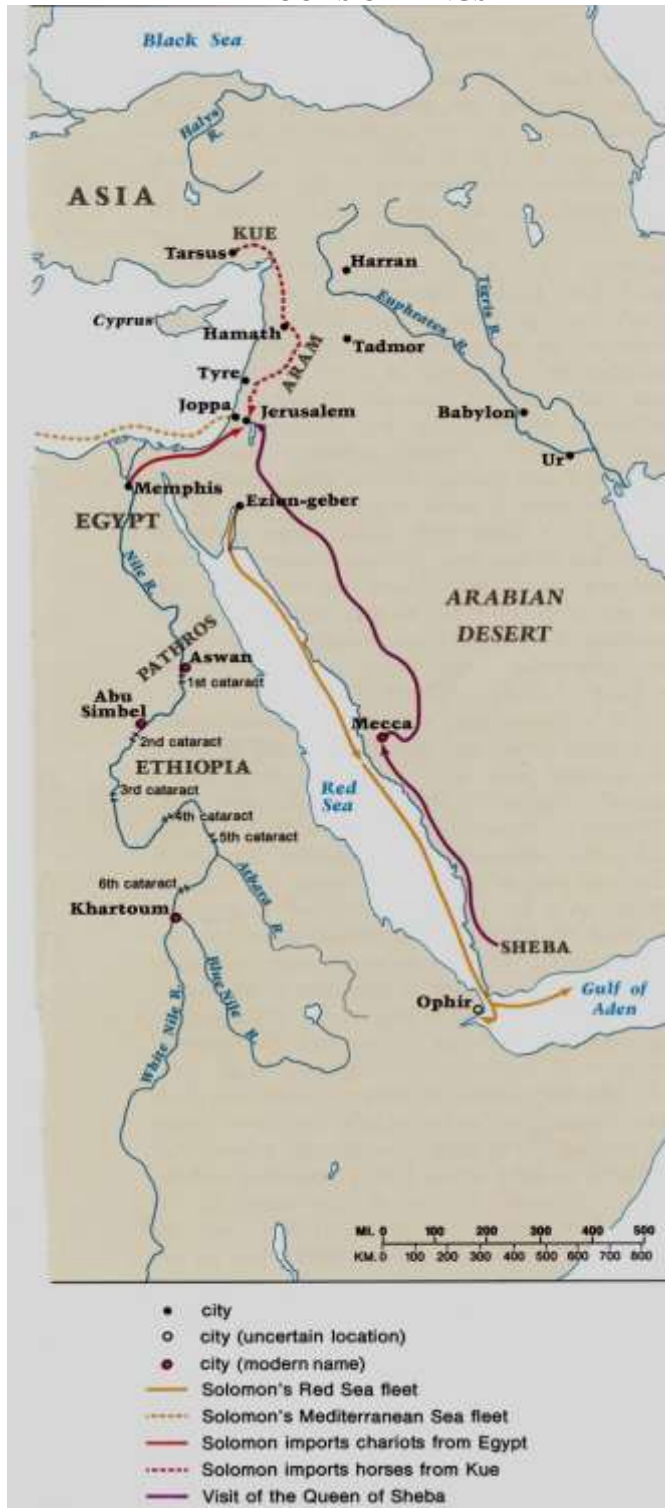 Black Sea
Halys
R.
ASIA
KUE
Tarsus
Harran
Tigris R.
Euphrates R.
Cyprus
Hamath
Tadmor
ARAM
Tyre
Joppa
Jerusalem
Babylon
Ur
Memphis
Ezion-geber
EGYPT
Nile R.
ARABIAN
DESERT
PATHROS
Aswan
1st cataract
Abu
Simbel
2nd cataract
Mecca
ETHIOPIA
3rd cataract
Red
Sea
4th cataract
5th cataract
6th cataract
Atbara R.
Khartoum
SHEBA
Blue Nile R.
White Nile R.
Ophir
Gulf of
Aden
MI. 0 100 200 300 400 500
KM. 0 100 200 300 400 500 600 700 800
city
city (uncertain location)
city (modern name)
Solomon's Red Sea fleet
Solomon's Mediterranean Sea fleet
Solomon imports chariots from Egypt
Solomon imports horses from Kue
Visit of the Queen of Sheba